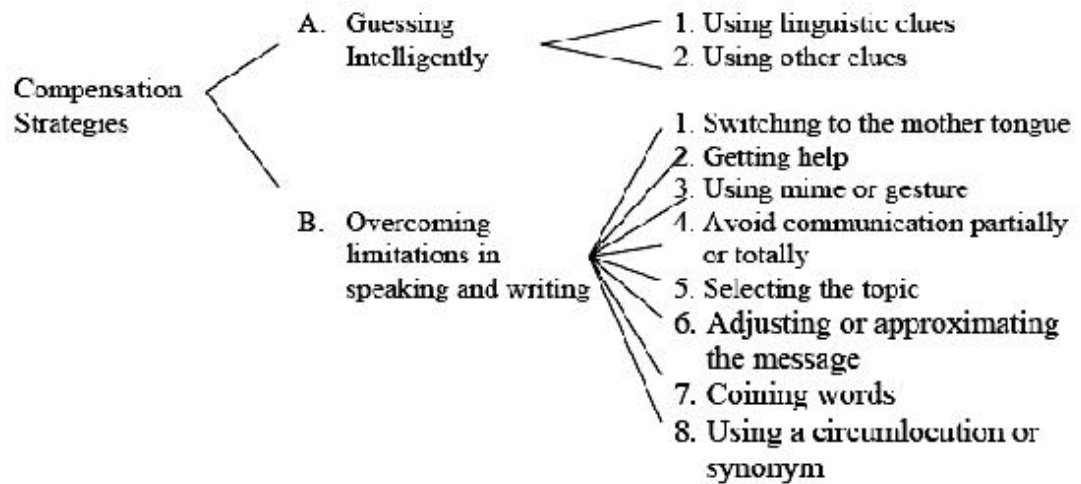 Compensation
Strategies
A. Guessing
Intelligently
1. Using linguistic clues
2. Using other clues
B. Overcoming
limitations in
speaking and writing
1. Switching to the mother tongue
2. Getting help
3. Using mime or gesture
4. Avoid communication partially
or totally
5. Selecting the topic
6. Adjusting or approximating
the message
7. Coining words
8. Using a circumlocution or
synonym